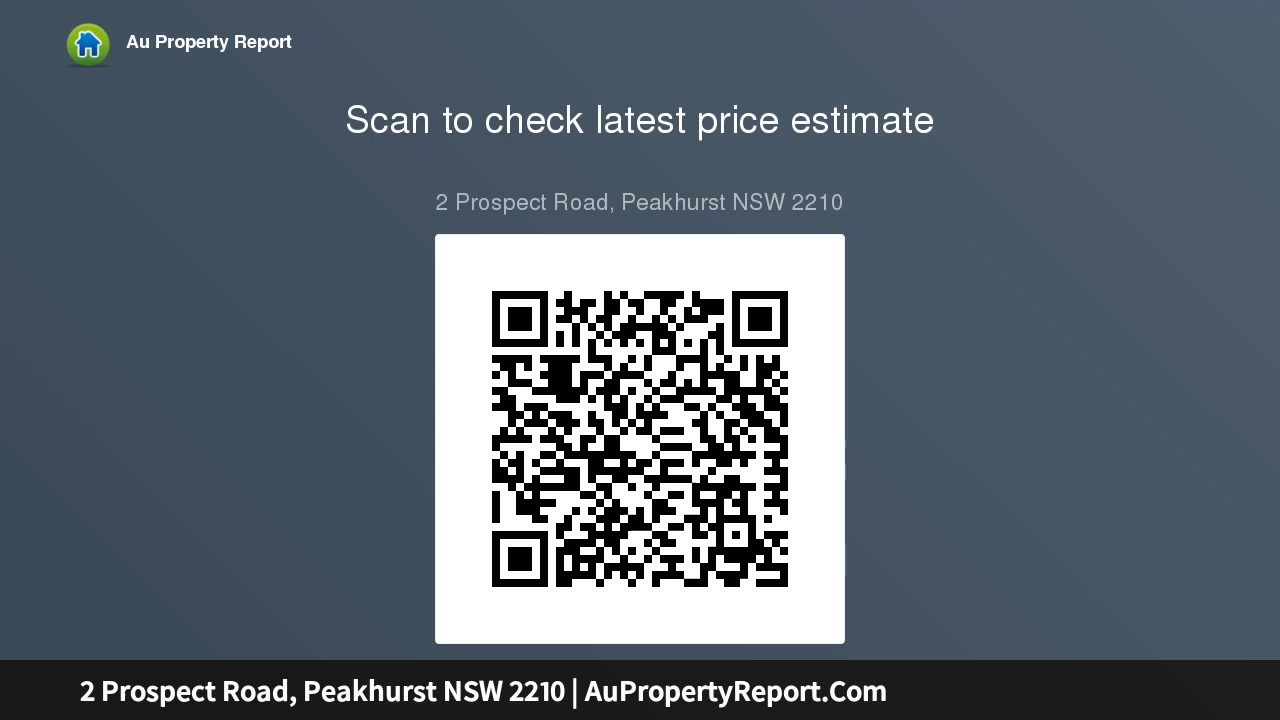 Au Property Report
Scan to check latest price estimate
2 Prospect Road, Peakhurst NSW 2210
2 Prospect Road, Peakhurst NSW 2210 | AuPropertyReport.Com